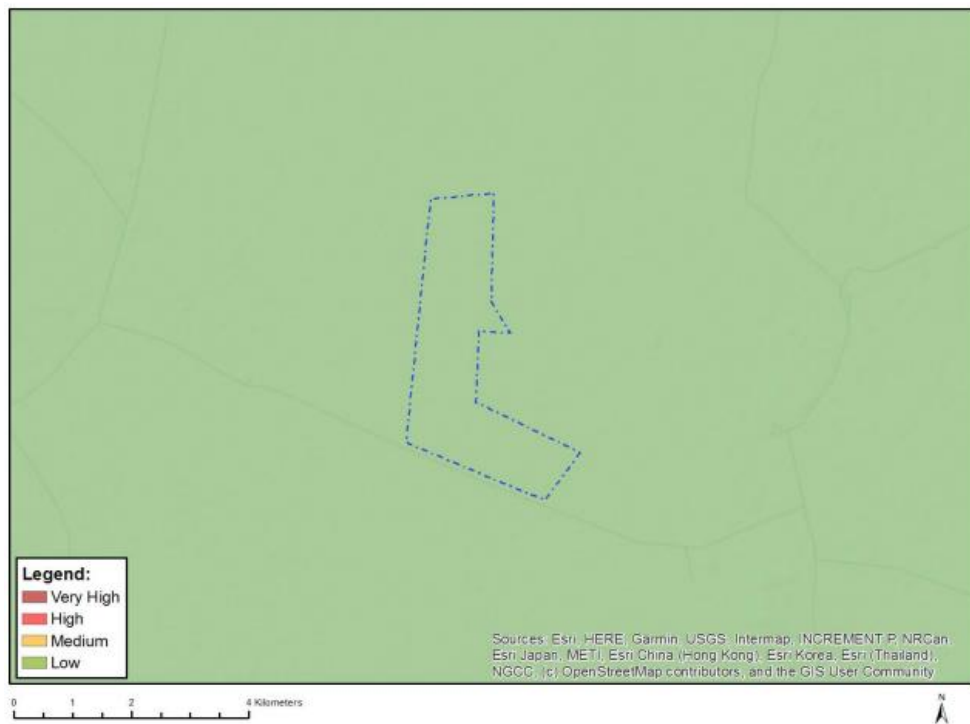 Legend:
Very High
High
Medium
Low
Sources: Esri, HERE, Garmin, USGS, Intermap, INCREMENT P, NRCan,
Esri Japan, METI, Esri China (Hong Kong), Esri Korea, Esri (Thailand),
NGCC, (c) OpenStreetMap contributors, and the GIS User Community
0 1 2 4 Kilometers
N